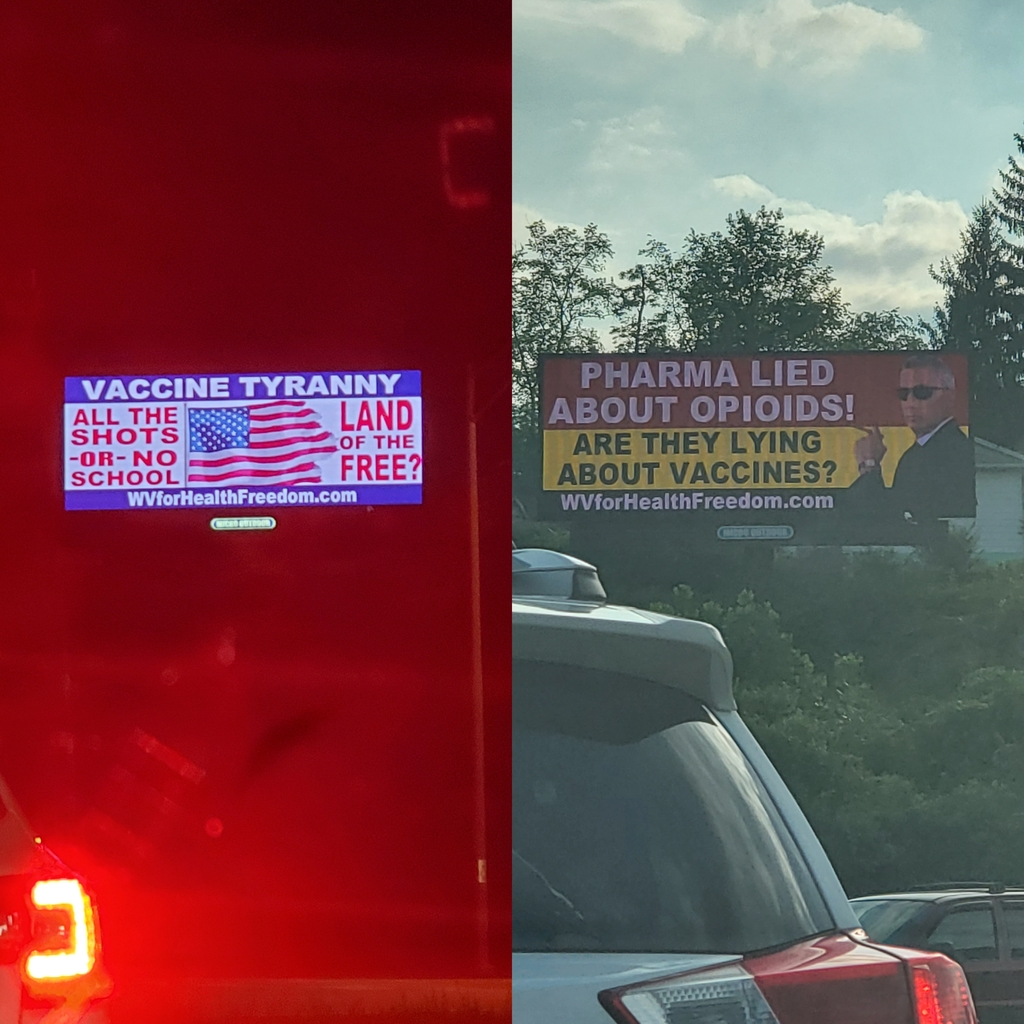 VACCINE TYRANNY
ALL THE
SHOTS
-OR- NO
SCHOOL
LAND
OF THE
FREE?
WVforHealthFreedom.com
PHARMA LIED
ABOUT OPIOIDS!
ARE THEY LYING
ABOUT VACCINES?
WVforHealthFreedom.com